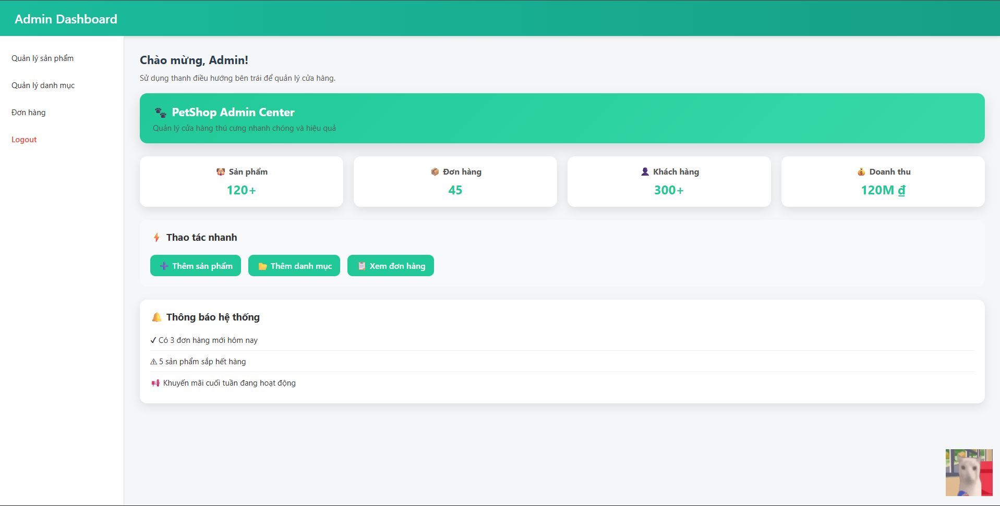 Admin Dashboard
Quản lý sản phẩm
Quản lý danh mục
Đơn hàng
Logout
Chào mừng, Admin!
Sử dụng thanh điều hướng bên trái để quản lý cửa hàng.
🐾 PetShop Admin Center
Quản lý cửa hàng thú cưng nhanh chóng và hiệu quả
🐶 Sản phẩm
120+
📦 Đơn hàng
45
👤 Khách hàng
300+
💰 Doanh thu
120M ₫
⚡ Thao tác nhanh
➕ Thêm sản phẩm
📁 Thêm danh mục
📋 Xem đơn hàng
🔔 Thông báo hệ thống
✔ Có 3 đơn hàng mới hôm nay
⚠ 5 sản phẩm sắp hết hàng
📢 Khuyến mãi cuối tuần đang hoạt động